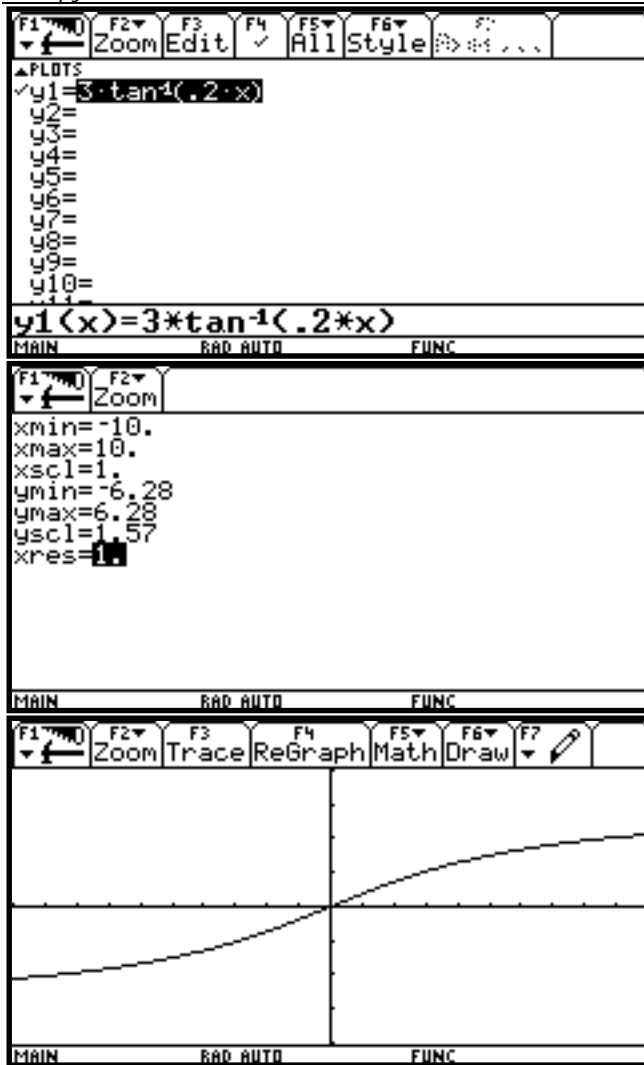 F1 F2 Zoom F3 Edit F4 ✓ F5 All F6 Style F7
PLOTS
✓y1=3·tan⁻¹(.2·x)
y2=
y3=
y4=
y5=
y6=
y7=
y8=
y9=
y10=
y1(x)=3*tan⁻¹(.2*x)
MAIN RAD AUTO FUNC
F1 F2 Zoom
xmin=-10.
xmax=10.
xscl=1.
ymin=-6.28
ymax=6.28
yscl=1.57
xres=1.
MAIN RAD AUTO FUNC
F1 F2 Zoom F3 Trace F4 ReGraph F5 Math F6 Draw F7
MAIN RAD AUTO FUNC